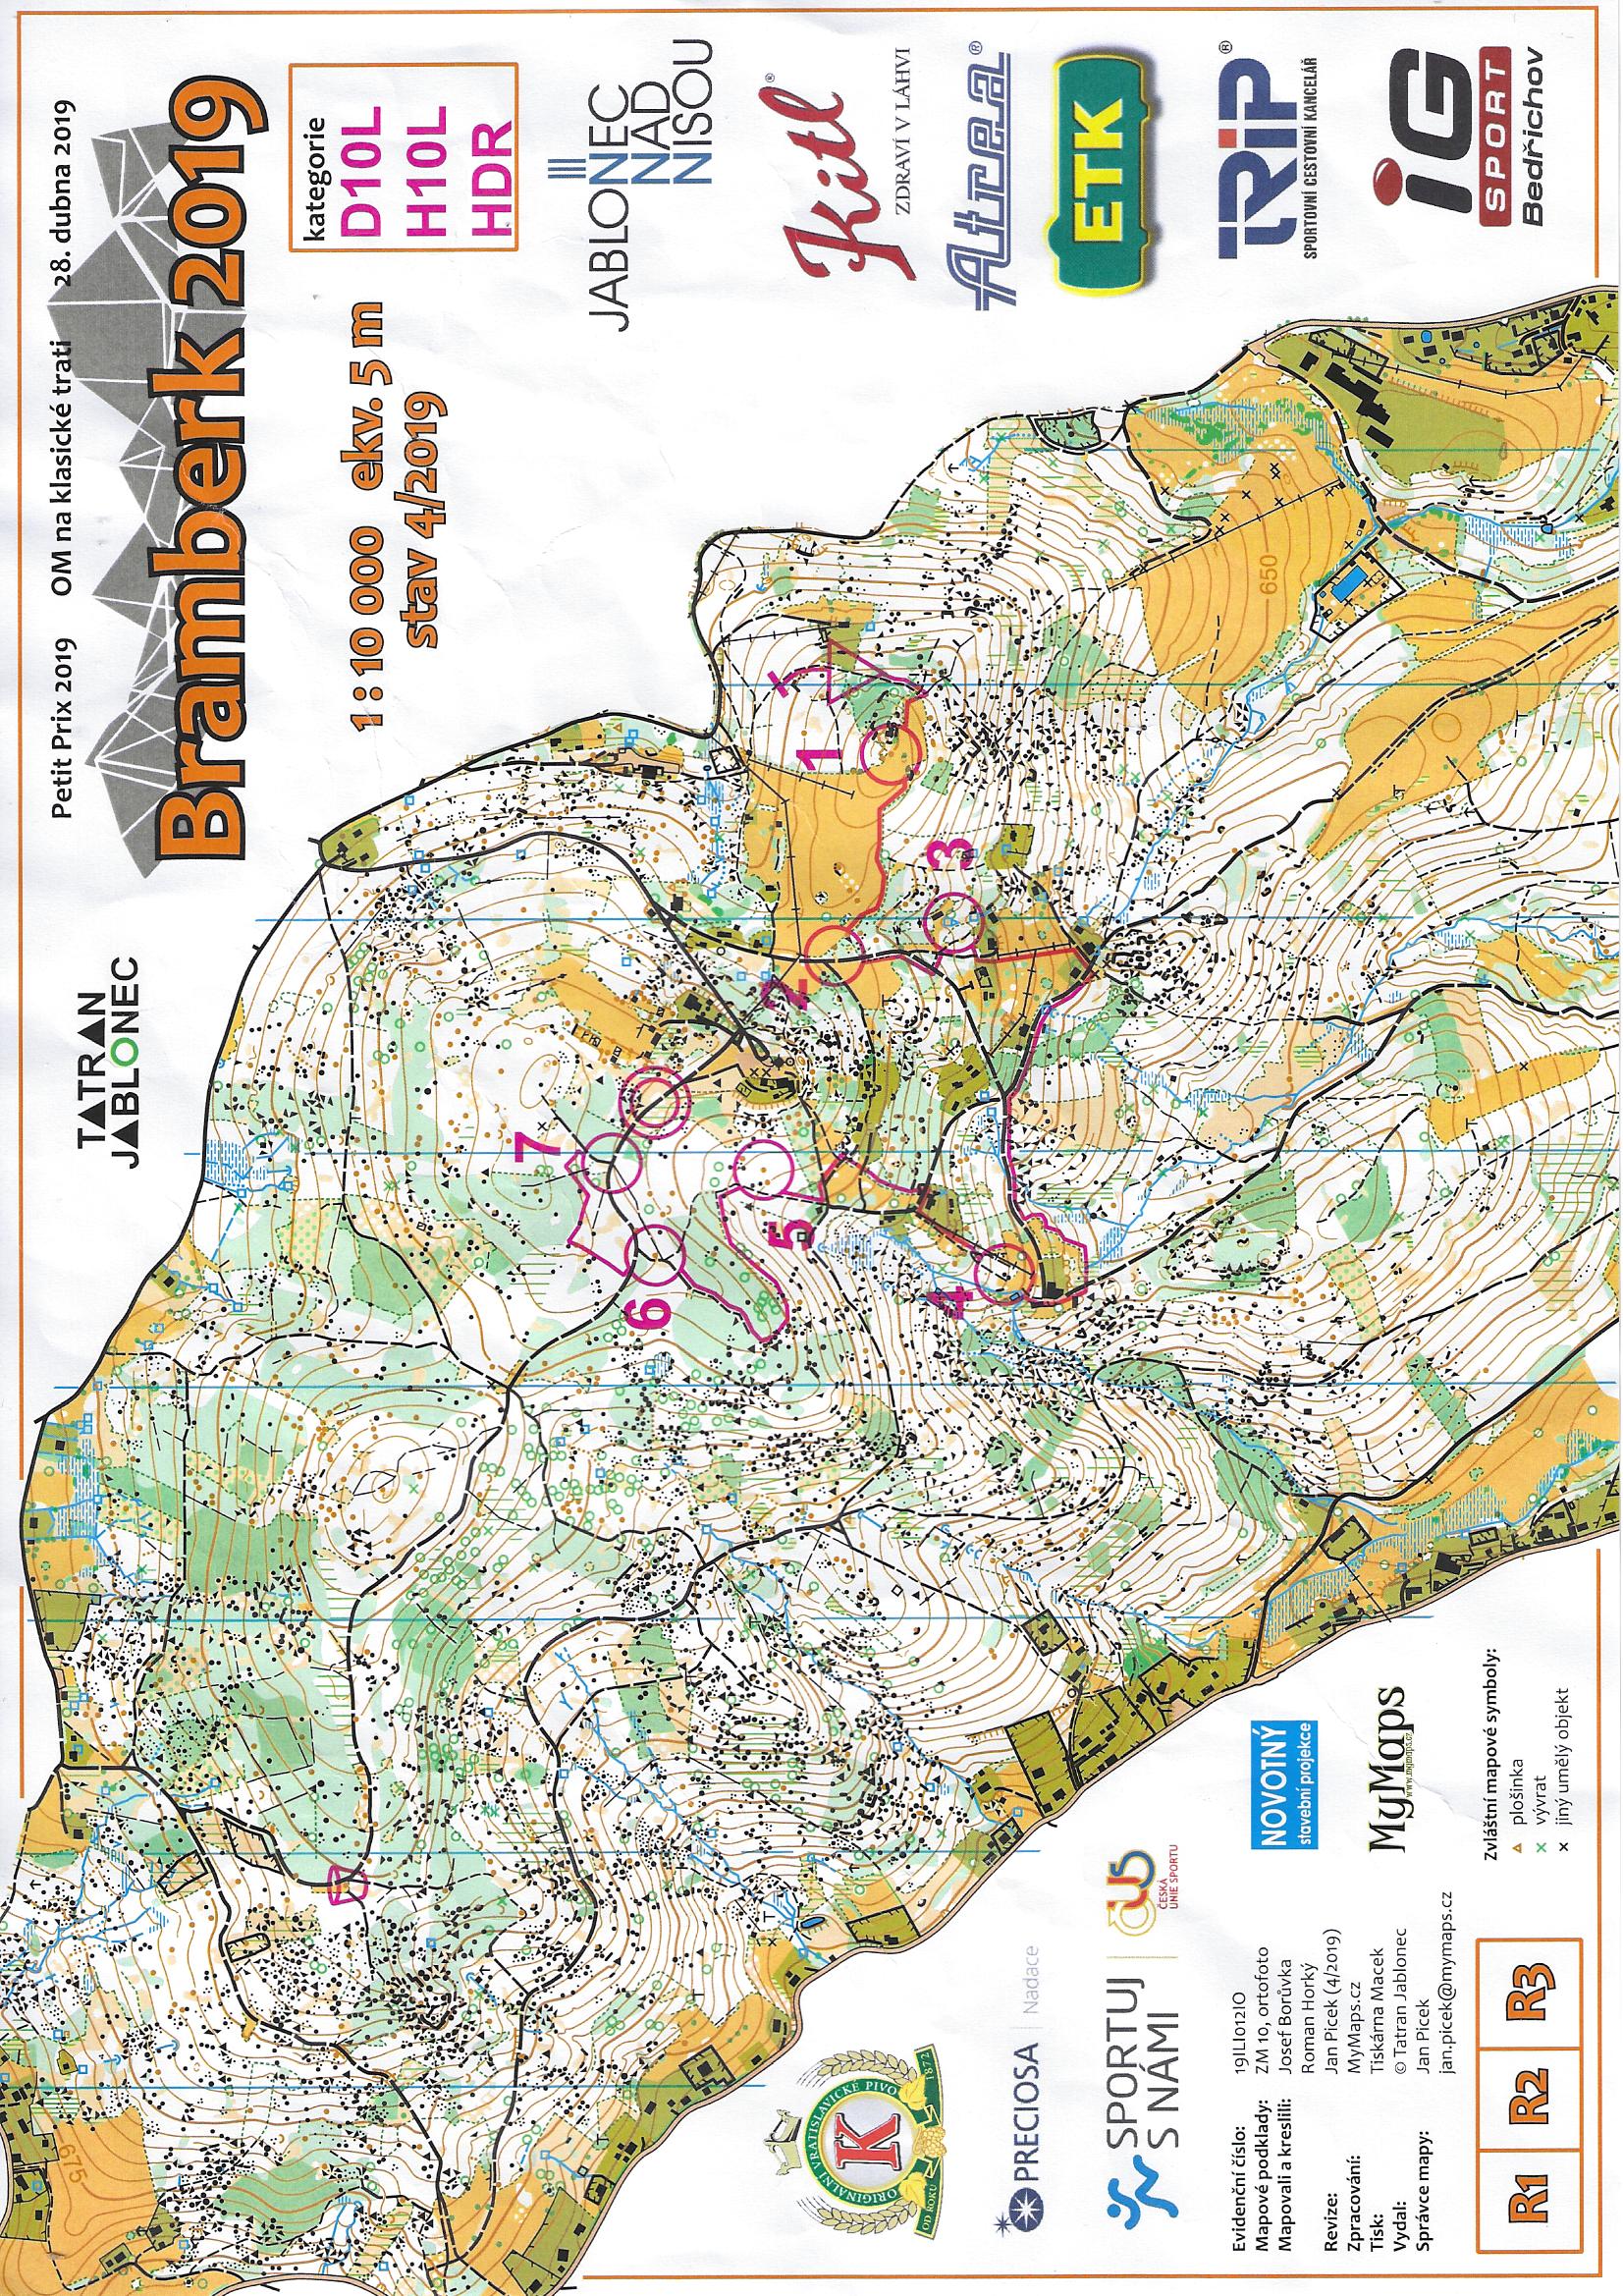 Petit Prix 2019 OM na klasické trati 28. dubna 2019
TATRAN
JABLONEC
Bramberk 2019
1 : 10 000 ekv. 5 m
stav 4/2019
kategorie
D10L
H10L
HDR
675
7
6
5
2
1
4
3
650
JABLONEC
NAD
NISOU
Kitl®
ZDRAVÍ V LÁHVI
Atrea®
ETK
TRiP®
SPORTOVNÍ CESTOVNÍ KANCELÁŘ
iG
SPORT
Bedřichov
ORIGINÁLNÍ VRATISLAVICKÉ PIVO
K
OD ROKU 1872
PRECIOSA | Nadace
SPORTUJ
S NÁMI
ČUS
ČESKÁ
UNIE SPORTU
Evidenční číslo: 19ILI012IO
Mapové podklady: ZM 10, ortofoto
Mapovali a kreslili: Josef Borůvka
Roman Horký
Revize: Jan Picek (4/2019)
Zpracování: MyMaps.cz
Tisk: Tiskárna Macek
Vydal: © Tatran Jablonec
Správce mapy: Jan Picek
jan.picek@mymaps.cz
NOVOTNÝ
stavební projekce
MyMaps
www.mymaps.cz
Zvláštní mapové symboly:
plošinka
vývrat
jiný umělý objekt
R1 R2 R3